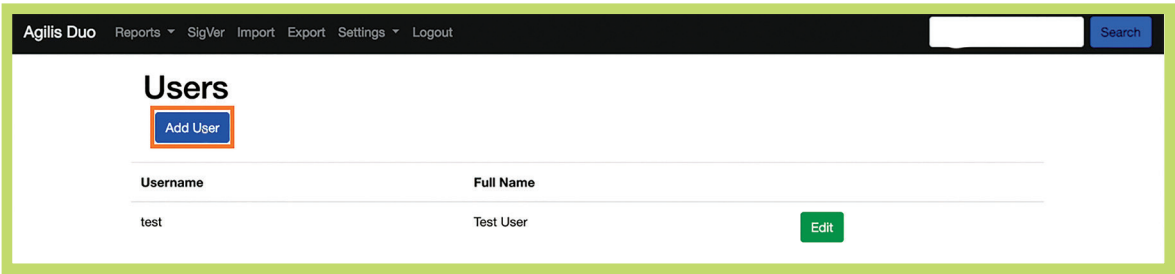 Agilis Duo Reports SigVer Import Export Settings Logout Search
Users
Add User
Username Full Name
test Test User Edit